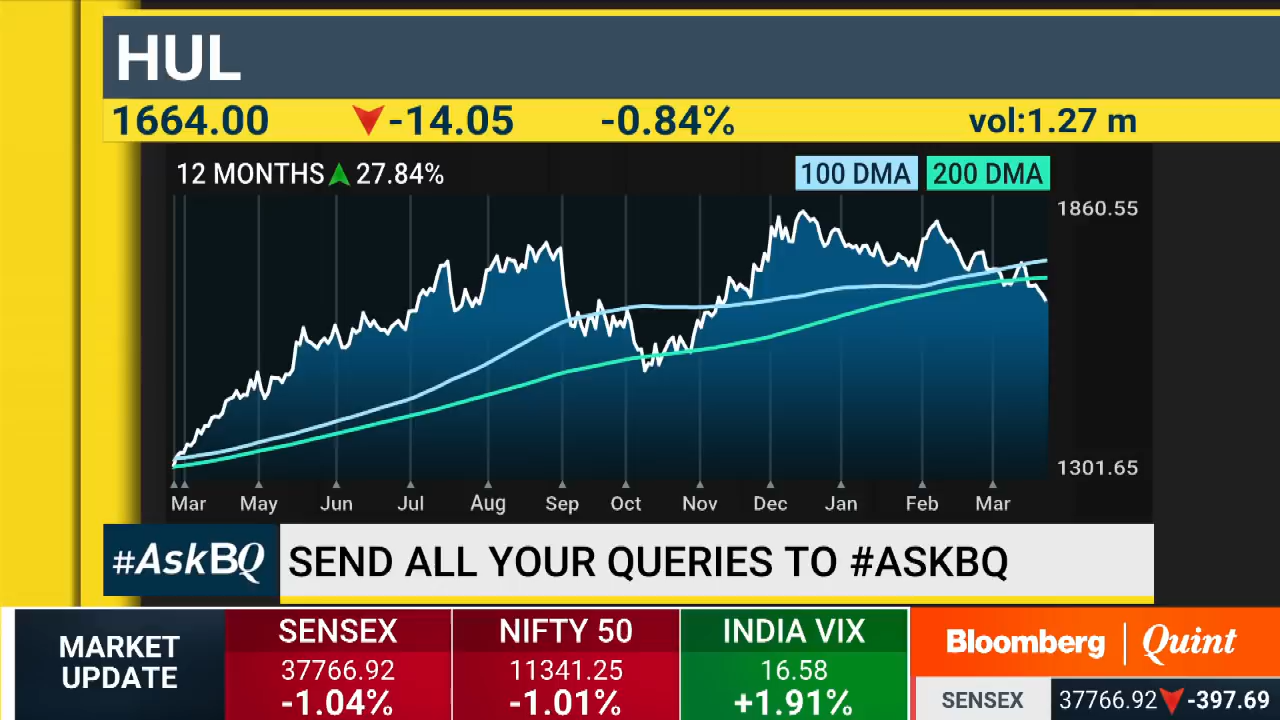 HUL
1664.00 -14.05 -0.84% vol:1.27 m
12 MONTHS 27.84% 100 DMA 200 DMA
1860.55
1301.65
Mar May Jun Jul Aug Sep Oct Nov Dec Jan Feb Mar
#AskBQ SEND ALL YOUR QUERIES TO #ASKBQ
MARKET
UPDATE
SENSEX
37766.92
-1.04%
NIFTY 50
11341.25
-1.01%
INDIA VIX
16.58
+1.91%
Bloomberg | Quint
SENSEX 37766.92 -397.69